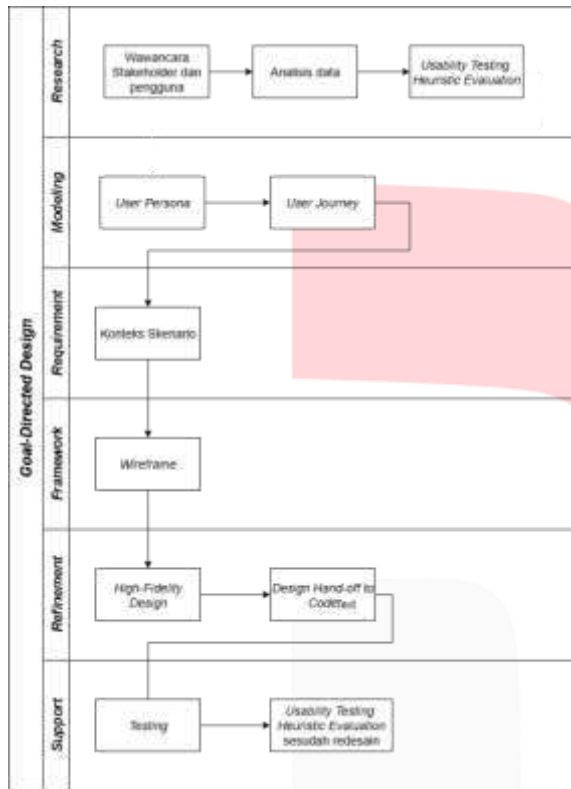 Goal-Directed Design
Research
Wawancara
Stakeholder dan
pengguna
Analisis data
Usability Testing
Heuristic Evaluation
Modeling
User Persona
User Journey
Requirement
Konteks Skenario
Framework
Wireframe
Refinement
High-Fidelity
Design
Design Hand-off to
CodeText
Support
Testing
Usability Testing
Heuristic Evaluation
sesudah redesain